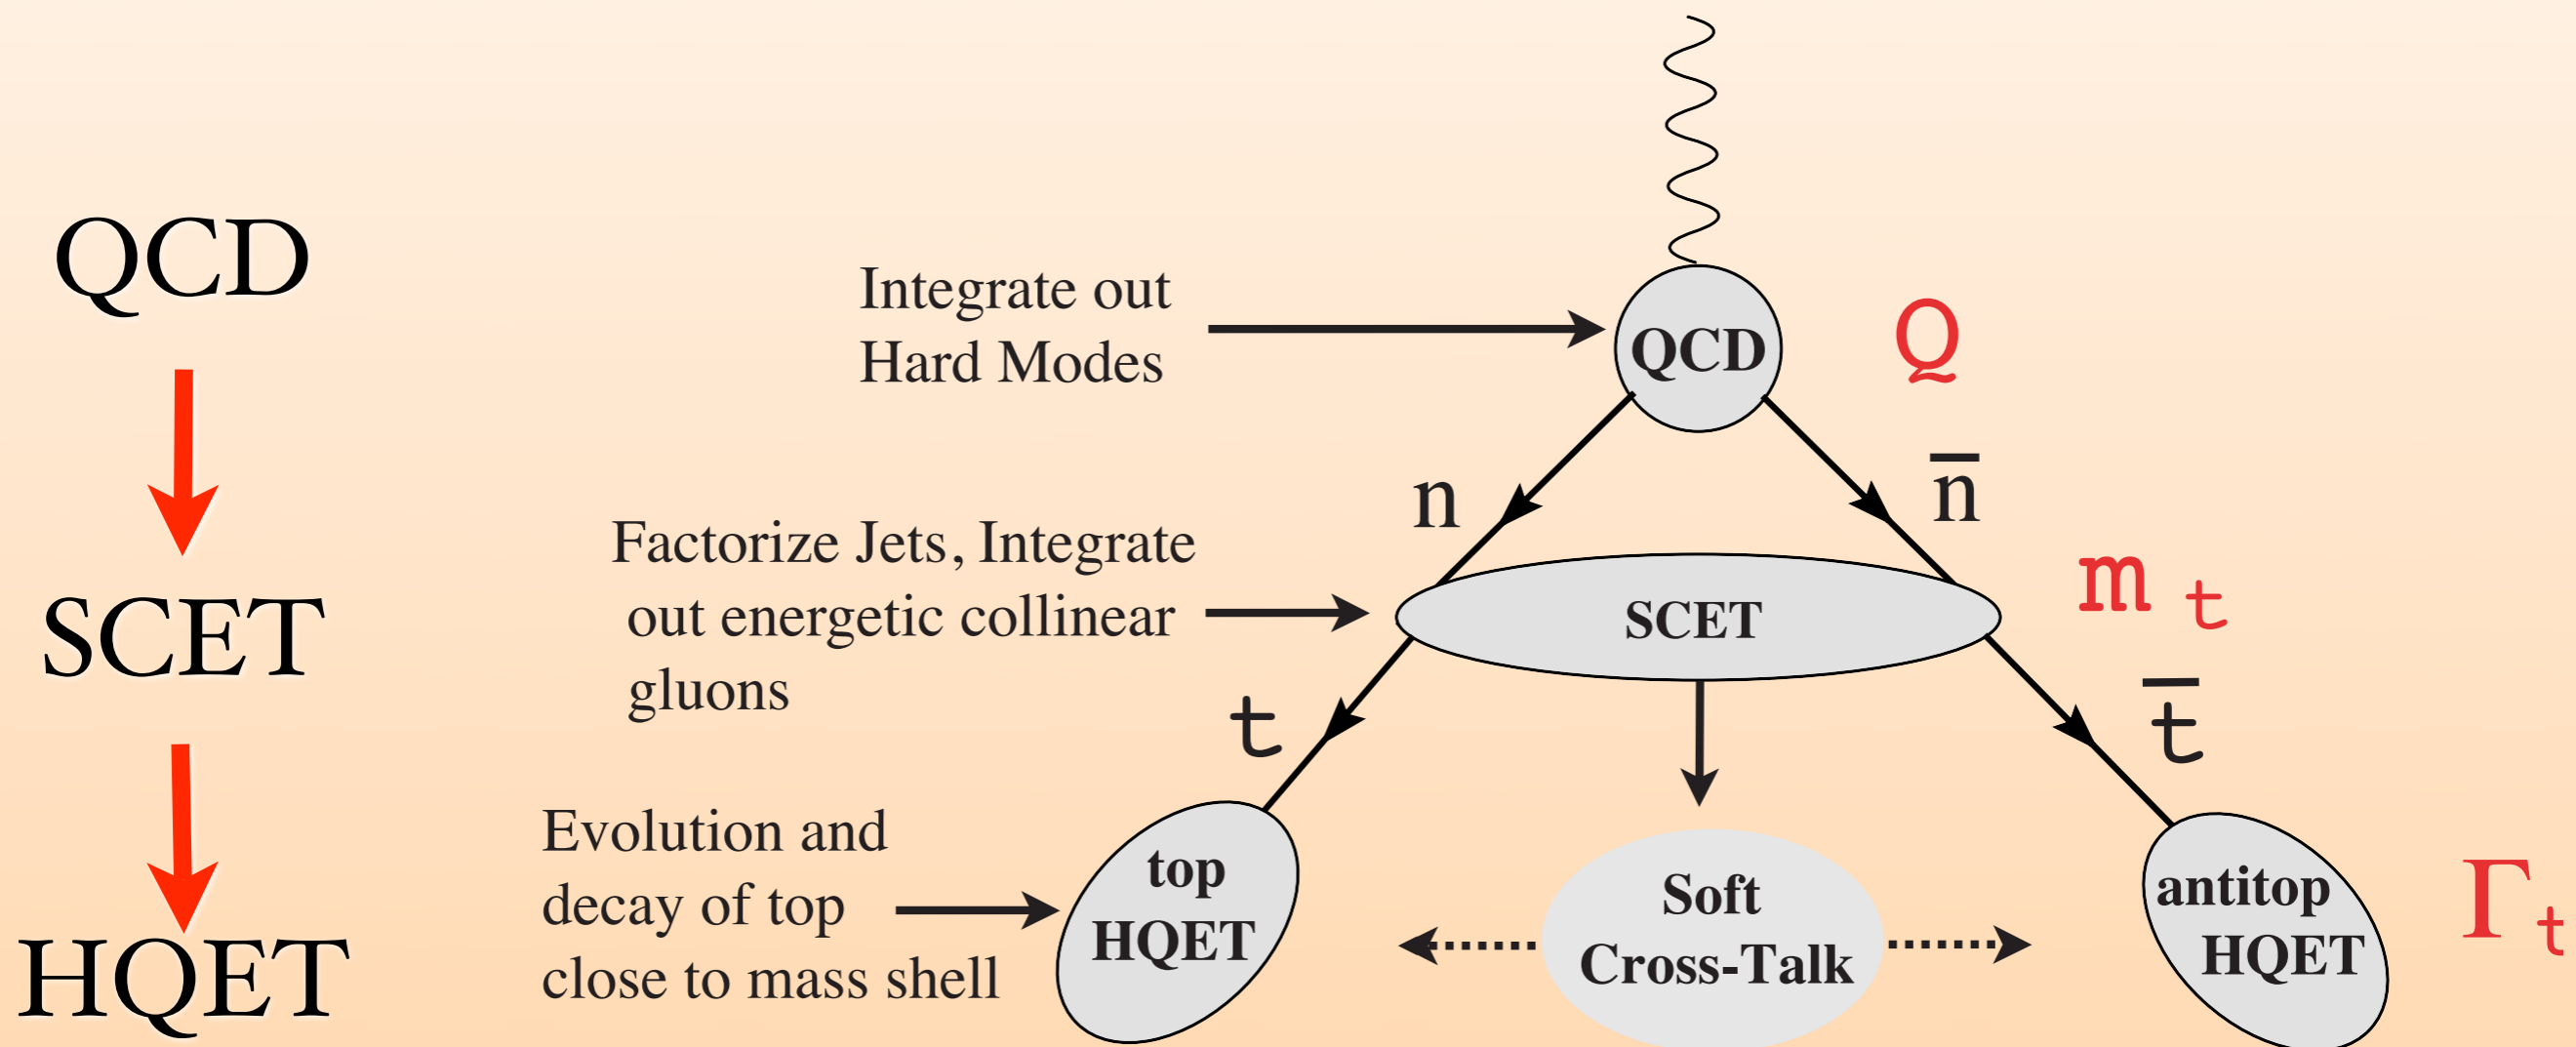 QCD
SCET
HQET
Integrate out
Hard Modes
QCD
Q
n
n̅
Factorize Jets, Integrate
out energetic collinear
gluons
SCET
m t
t
t̅
Evolution and
decay of top
close to mass shell
top
HQET
Soft
Cross-Talk
antitop
HQET
Γt